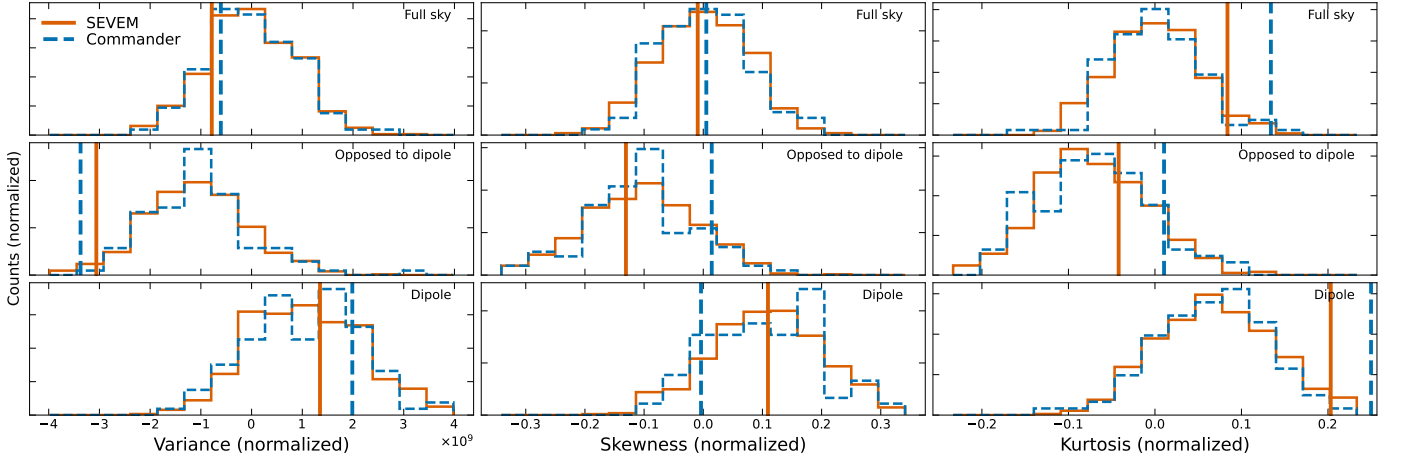 SEVEM
Commander
Full sky
Full sky
Full sky
Opposed to dipole
Opposed to dipole
Opposed to dipole
Dipole
Dipole
Dipole
Counts (normalized)
−4 −3 −2 −1 0 1 2 3 4
×10⁹
Variance (normalized)
−0.3 −0.2 −0.1 0.0 0.1 0.2 0.3
Skewness (normalized)
−0.2 −0.1 0.0 0.1 0.2
Kurtosis (normalized)